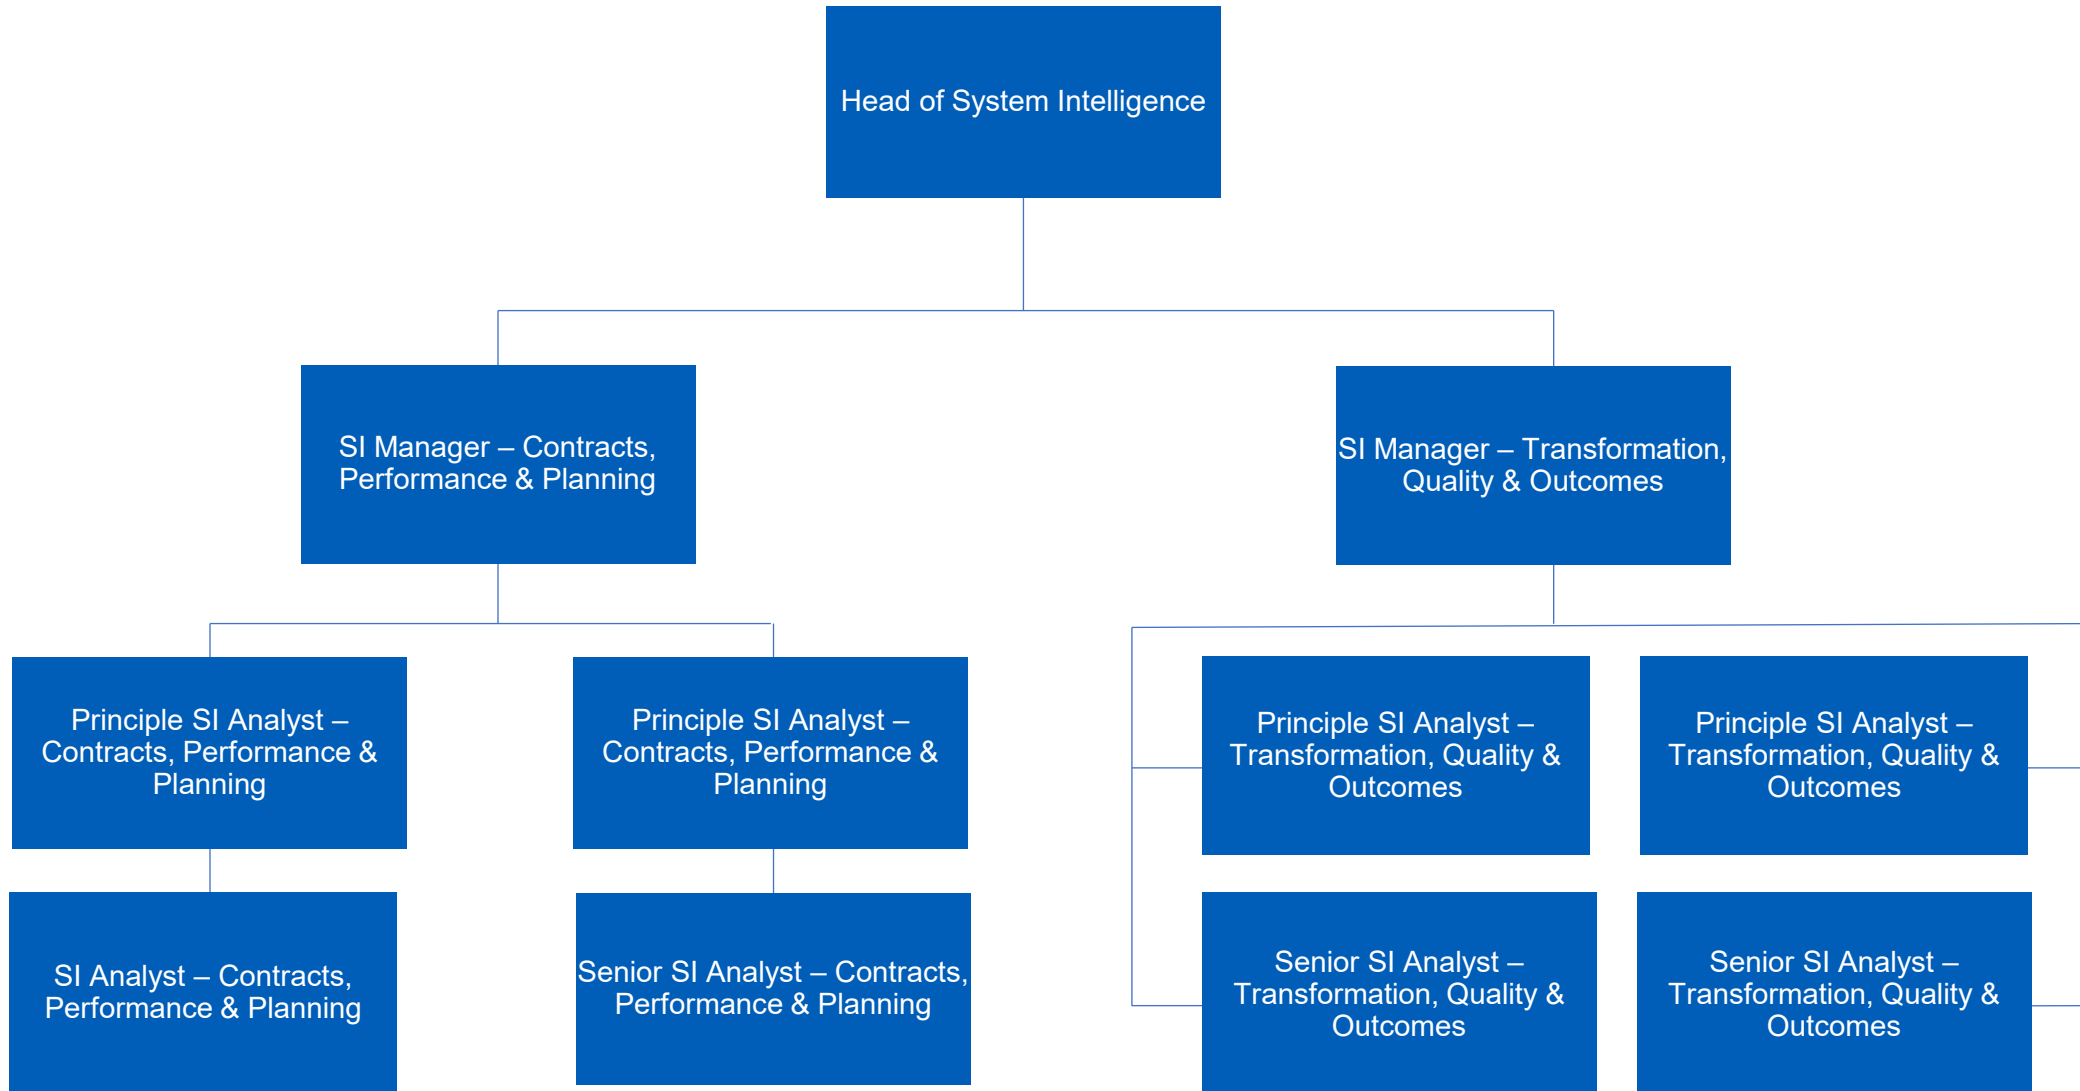 Head of System Intelligence
SI Manager – Contracts,
Performance & Planning
SI Manager – Transformation,
Quality & Outcomes
Principle SI Analyst –
Contracts, Performance &
Planning
Principle SI Analyst –
Contracts, Performance &
Planning
Principle SI Analyst –
Transformation, Quality &
Outcomes
Principle SI Analyst –
Transformation, Quality &
Outcomes
SI Analyst – Contracts,
Performance & Planning
Senior SI Analyst – Contracts,
Performance & Planning
Senior SI Analyst –
Transformation, Quality &
Outcomes
Senior SI Analyst –
Transformation, Quality &
Outcomes